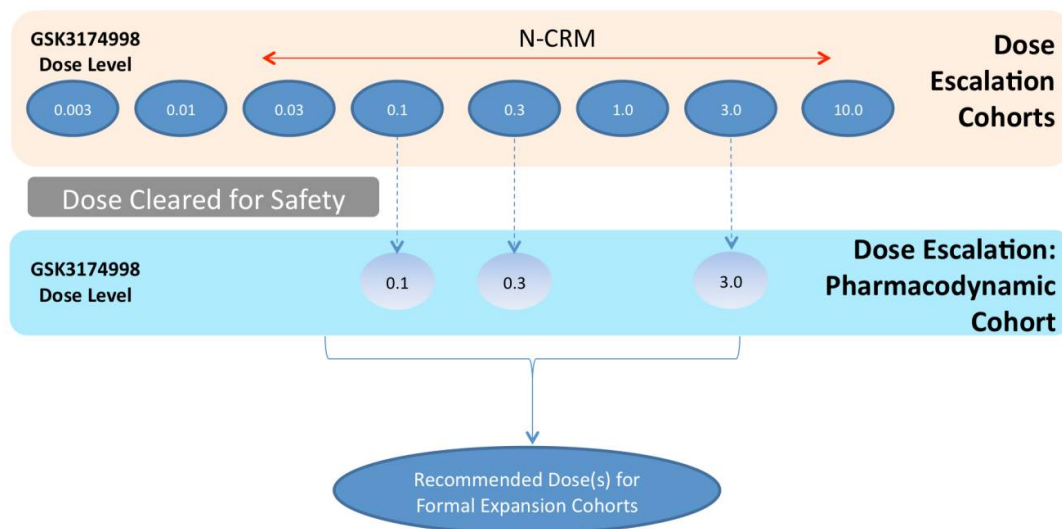 GSK3174998
Dose Level
N-CRM
Dose
Escalation
Cohorts
0.003 0.01 0.03 0.1 0.3 1.0 3.0 10.0
Dose Cleared for Safety
GSK3174998
Dose Level
0.1 0.3 3.0
Dose Escalation:
Pharmacodynamic
Cohort
Recommended Dose(s) for
Formal Expansion Cohorts